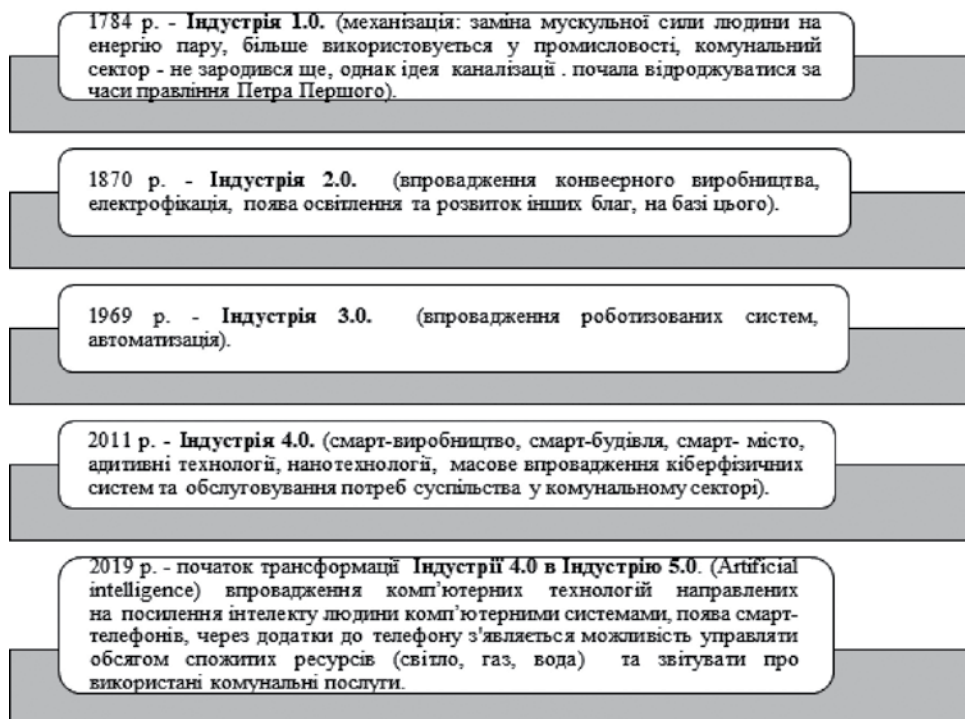 1784 р. - Індустрія 1.0. (механізація: заміна мускульної сили людини на
енергію пару, більше використовується у промисловості, комунальний
сектор - не зародився ще, однак ідея каналізації . почала відроджуватися за
часи правління Петра Першого).
1870 р. - Індустрія 2.0. (впровадження конвеєрного виробництва,
електрофікація, поява освітлення та розвиток інших благ, на базі цього).
1969 р. - Індустрія 3.0. (впровадження роботизованих систем,
автоматизація).
2011 р. - Індустрія 4.0. (смарт-виробництво, смарт-будівля, смарт- місто,
адитивні технології, нанотехнології, масове впровадження кіберфізичних
систем та обслуговування потреб суспільства у комунальному секторі).
2019 р. - початок трансформації Індустрії 4.0 в Індустрію 5.0. (Artificial
intelligence) впровадження комп’ютерних технологій направлених
на посилення інтелекту людини комп’ютерними системами, поява смарт-
телефонів, через додатки до телефону з'являється можливість управляти
обсягом спожитих ресурсів (світло, газ, вода) та звітувати про
використані комунальні послуги.